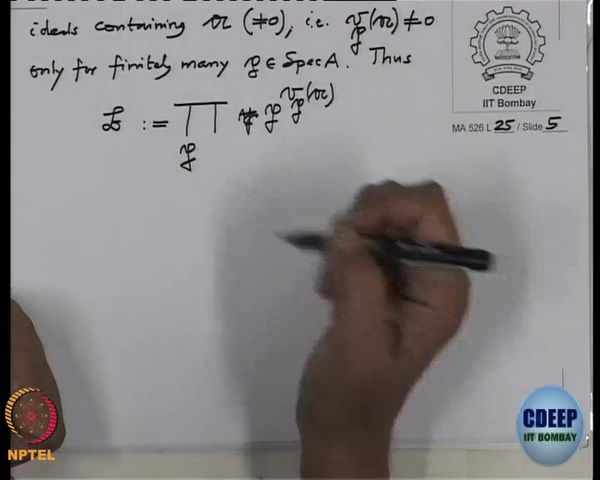 ideals containing 𝔞 (≠0), i.e. v_𝔭(𝔞) ≠ 0
only for finitely many 𝔭 ∈ Spec A. Thus
𝔟 := ∏_𝔭 𝔭^{v_𝔭(𝔞)}
CDEEP
IIT Bombay
MA 526 L 25 / Slide 5
NPTEL
CDEEP
IIT BOMBAY